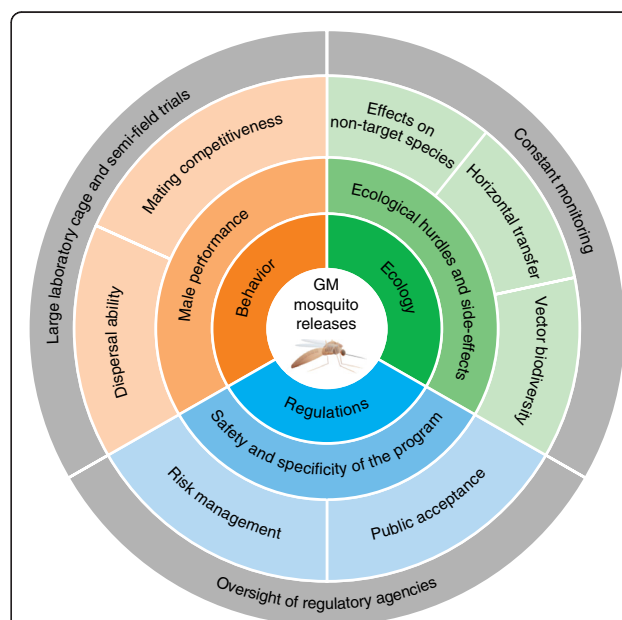 GM
mosquito
releases
Behavior
Male performance
Mating competitiveness
Dispersal ability
Large laboratory cage and semi-field trials
Ecology
Ecological hurdles and side-effects
Effects on
non-target species
Horizontal transfer
Vector biodiversity
Constant monitoring
Regulations
Safety and specificity of the program
Risk management
Public acceptance
Oversight of regulatory agencies